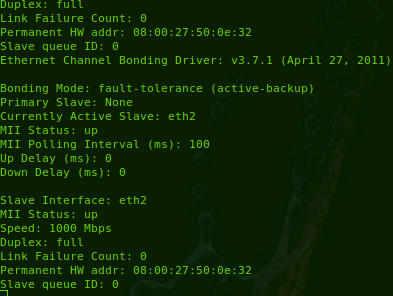 Duplex: full
Link Failure Count: 0
Permanent HW addr: 08:00:27:50:0e:32
Slave queue ID: 0
Ethernet Channel Bonding Driver: v3.7.1 (April 27, 2011)
Bonding Mode: fault-tolerance (active-backup)
Primary Slave: None
Currently Active Slave: eth2
MII Status: up
MII Polling Interval (ms): 100
Up Delay (ms): 0
Down Delay (ms): 0
Slave Interface: eth2
MII Status: up
Speed: 1000 Mbps
Duplex: full
Link Failure Count: 0
Permanent HW addr: 08:00:27:50:0e:32
Slave queue ID: 0